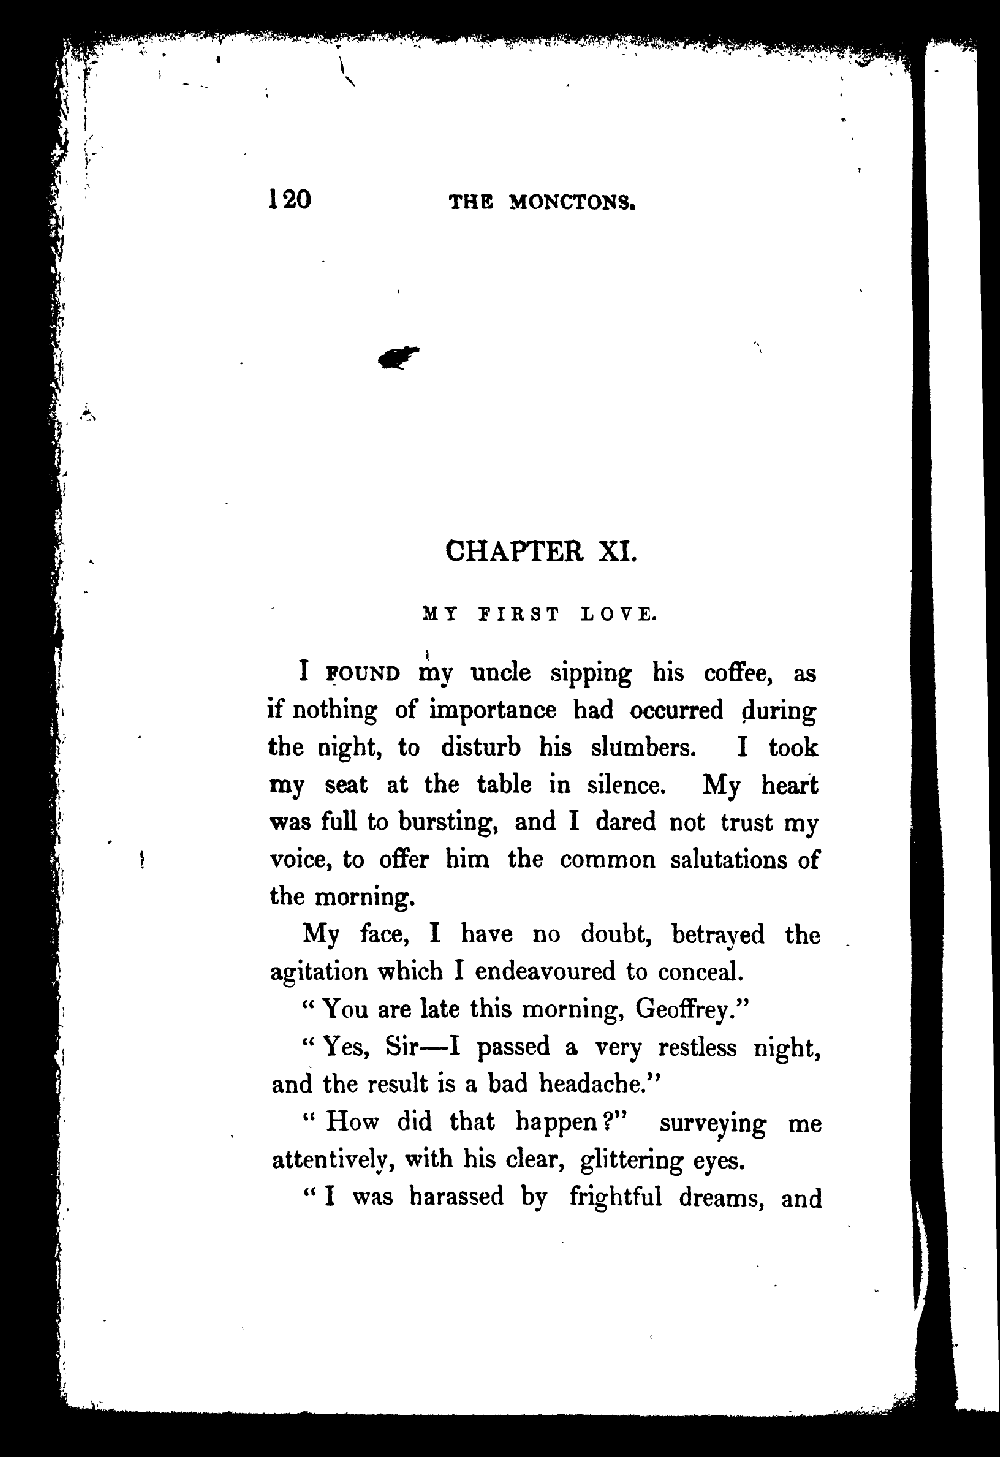 120 THE MONCTONS.
CHAPTER XI.
MY FIRST LOVE.
I FOUND my uncle sipping his coffee, as
if nothing of importance had occurred during
the night, to disturb his slumbers. I took
my seat at the table in silence. My heart
was full to bursting, and I dared not trust my
voice, to offer him the common salutations of
the morning.
My face, I have no doubt, betrayed the
agitation which I endeavoured to conceal.
“ You are late this morning, Geoffrey.”
“ Yes, Sir—I passed a very restless night,
and the result is a bad headache.”
“ How did that happen ?” surveying me
attentively, with his clear, glittering eyes.
“ I was harassed by frightful dreams, and